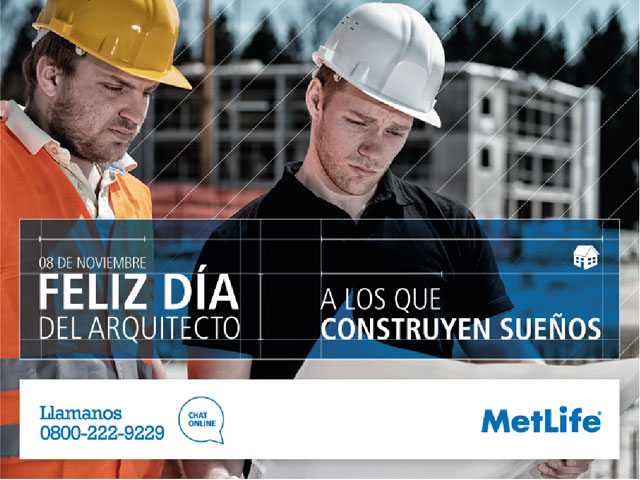 08 DE NOVIEMBRE
FELIZ DÍA
DEL ARQUITECTO
A LOS QUE
CONSTRUYEN SUEÑOS
Llamanos
0800-222-9229
CHAT
ONLINE
MetLife®